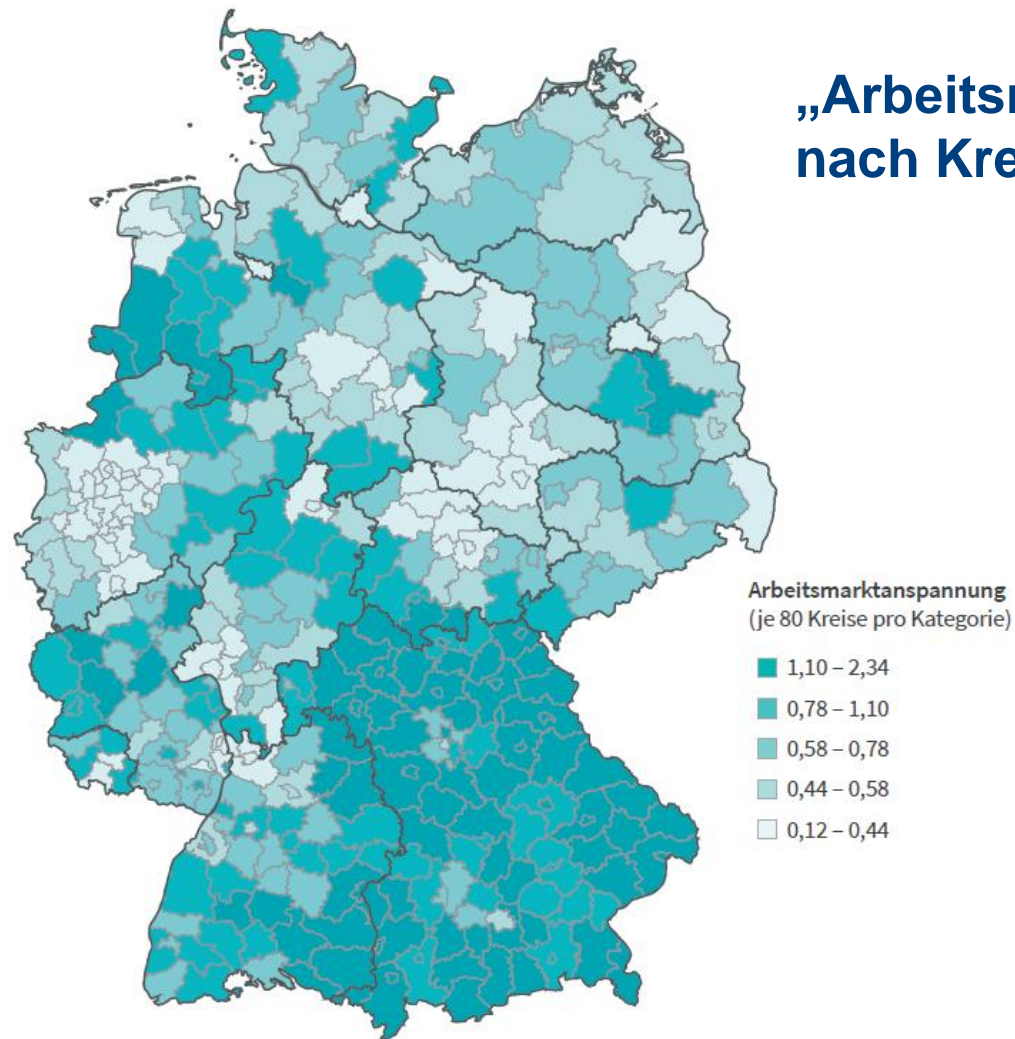 „Arbeitsm
nach Kre
Arbeitsmarktanspannung
(je 80 Kreise pro Kategorie)
1,10 – 2,34
0,78 – 1,10
0,58 – 0,78
0,44 – 0,58
0,12 – 0,44